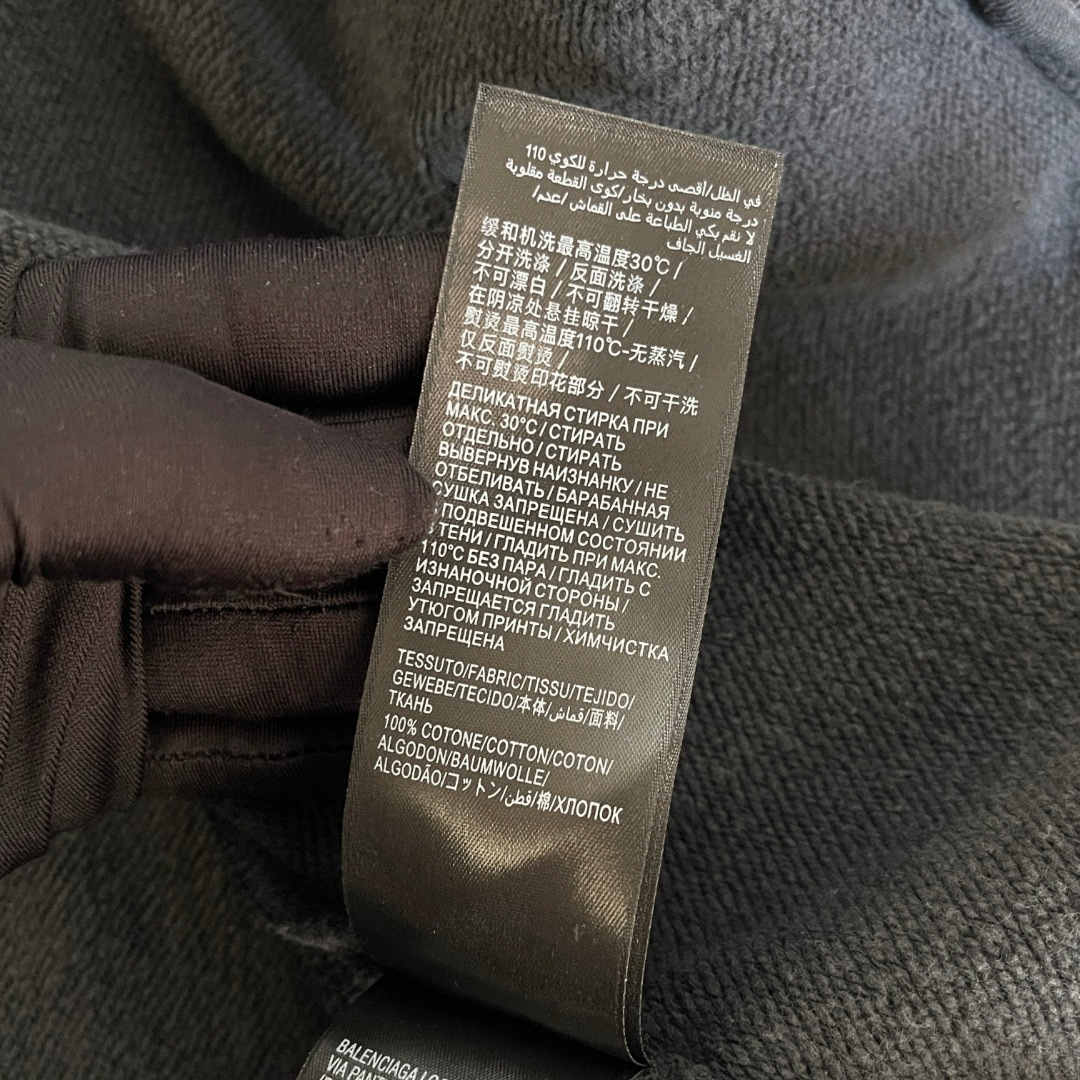 في الظل/أقصى درجة حرارة للكوي 110
درجة منوية بدون بخار/كوى القطعة مقلوبة
لا نقم بكي الطباعة على القماش/عدم/
الغسيل الجاف
缓和机洗最高温度30℃ /
分开洗涤 / 反面洗涤 /
不可漂白 / 不可翻转干燥 /
在阴凉处悬挂晾干 /
熨烫最高温度110℃-无蒸汽 /
仅反面熨烫 /
不可熨烫印花部分 / 不可干洗
ДЕЛИКАТНАЯ СТИРКА ПРИ
МАКС. 30°C / СТИРАТЬ
ОТДЕЛЬНО / СТИРАТЬ
ВЫВЕРНУВ НАИЗНАНКУ / НЕ
ОТБЕЛИВАТЬ / БАРАБАННАЯ
СУШКА ЗАПРЕЩЕНА / СУШИТЬ
ПОДВЕШЕННОМ СОСТОЯНИИ
ТЕНИ / ГЛАДИТЬ ПРИ МАКС.
110°C БЕЗ ПАРА / ГЛАДИТЬ С
ИЗНАНОЧНОЙ СТОРОНЫ /
ЗАПРЕЩАЕТСЯ ГЛАДИТЬ
УТЮГОМ ПРИНТЫ / ХИМЧИСТКА
ЗАПРЕЩЕНА
TESSUTO/FABRIC/TISSU/TEJIDO/
GEWEBE/TECIDO/本体/قماش/面料/
ТКАНЬ
100% COTONE/COTTON/COTON/
ALGODON/BAUMWOLLE/
ALGODÃO/コットン/قطن/棉/ХЛОПОК
BALENCIAGA
VIA